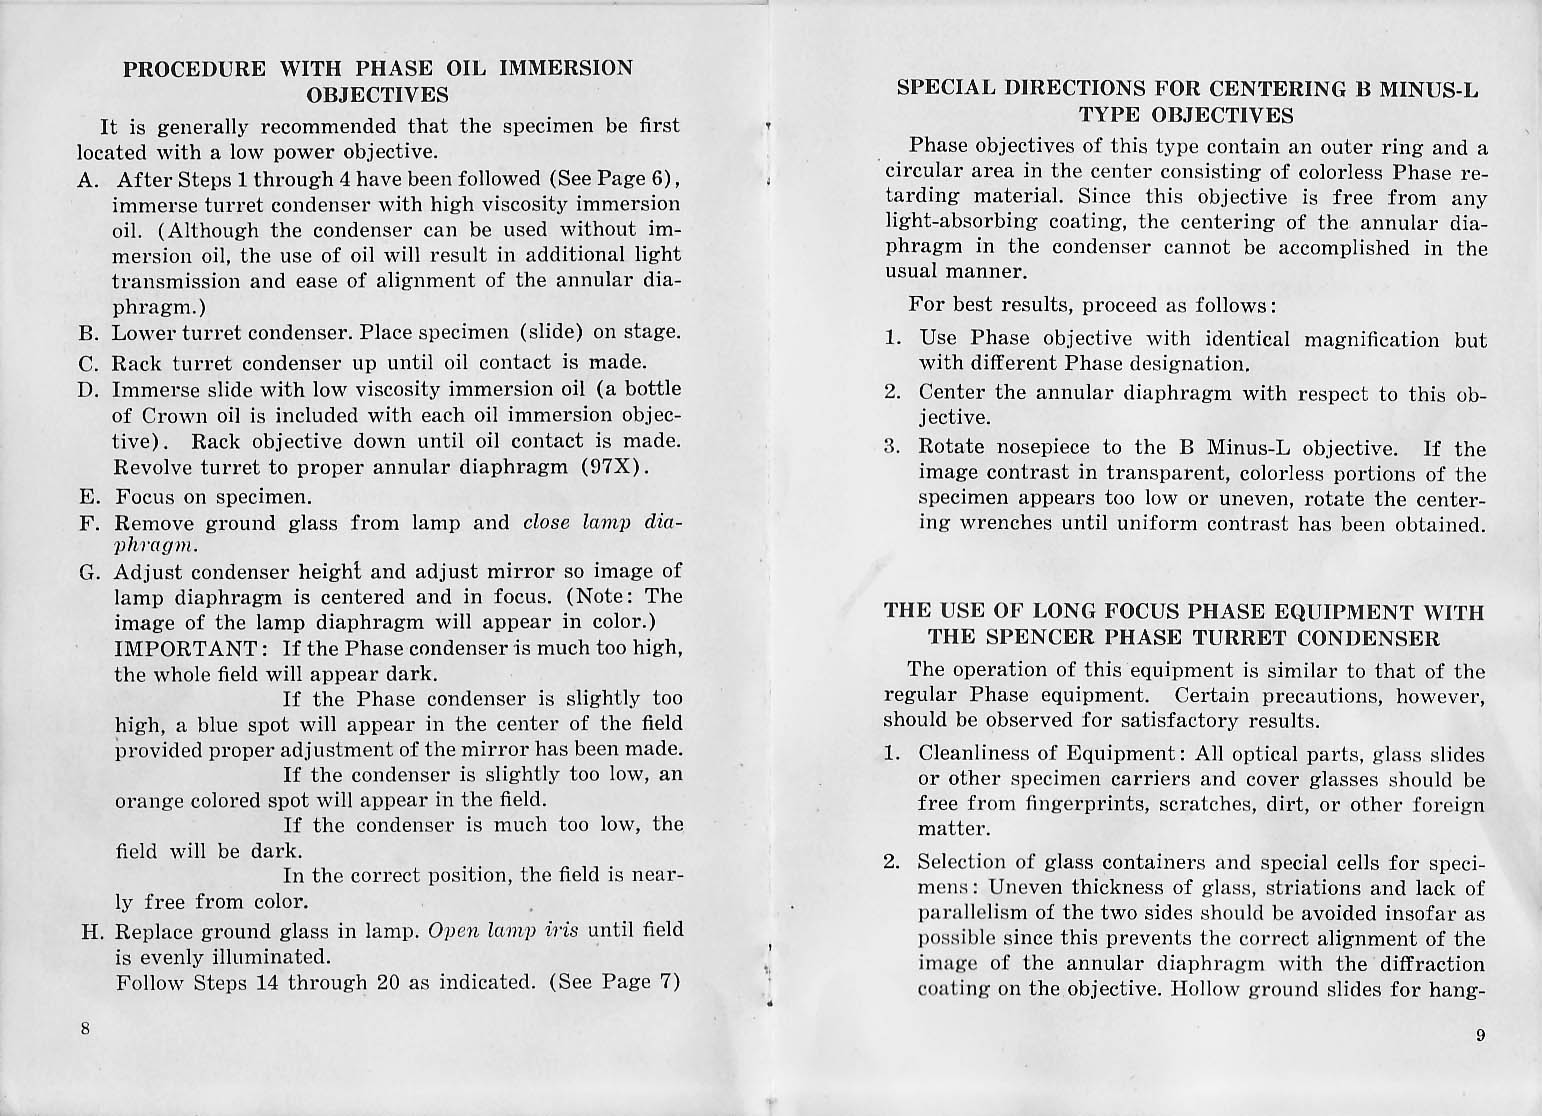 PROCEDURE WITH PHASE OIL IMMERSION
OBJECTIVES
It is generally recommended that the specimen be first
located with a low power objective.
A. After Steps 1 through 4 have been followed (See Page 6),
immerse turret condenser with high viscosity immersion
oil. (Although the condenser can be used without im-
mersion oil, the use of oil will result in additional light
transmission and ease of alignment of the annular dia-
phragm.)
B. Lower turret condenser. Place specimen (slide) on stage.
C. Rack turret condenser up until oil contact is made.
D. Immerse slide with low viscosity immersion oil (a bottle
of Crown oil is included with each oil immersion objec-
tive). Rack objective down until oil contact is made.
Revolve turret to proper annular diaphragm (97X).
E. Focus on specimen.
F. Remove ground glass from lamp and close lamp dia-
phragm.
G. Adjust condenser height and adjust mirror so image of
lamp diaphragm is centered and in focus. (Note: The
image of the lamp diaphragm will appear in color.)
IMPORTANT: If the Phase condenser is much too high,
the whole field will appear dark.
If the Phase condenser is slightly too
high, a blue spot will appear in the center of the field
provided proper adjustment of the mirror has been made.
If the condenser is slightly too low, an
orange colored spot will appear in the field.
If the condenser is much too low, the
field will be dark.
In the correct position, the field is near-
ly free from color.
H. Replace ground glass in lamp. Open lamp iris until field
is evenly illuminated.
Follow Steps 14 through 20 as indicated. (See Page 7)
8
SPECIAL DIRECTIONS FOR CENTERING B MINUS-L
TYPE OBJECTIVES
Phase objectives of this type contain an outer ring and a
circular area in the center consisting of colorless Phase re-
tarding material. Since this objective is free from any
light-absorbing coating, the centering of the annular dia-
phragm in the condenser cannot be accomplished in the
usual manner.
For best results, proceed as follows:
1. Use Phase objective with identical magnification but
with different Phase designation.
2. Center the annular diaphragm with respect to this ob-
jective.
3. Rotate nosepiece to the B Minus-L objective. If the
image contrast in transparent, colorless portions of the
specimen appears too low or uneven, rotate the center-
ing wrenches until uniform contrast has been obtained.
THE USE OF LONG FOCUS PHASE EQUIPMENT WITH
THE SPENCER PHASE TURRET CONDENSER
The operation of this equipment is similar to that of the
regular Phase equipment. Certain precautions, however,
should be observed for satisfactory results.
1. Cleanliness of Equipment: All optical parts, glass slides
or other specimen carriers and cover glasses should be
free from fingerprints, scratches, dirt, or other foreign
matter.
2. Selection of glass containers and special cells for speci-
mens: Uneven thickness of glass, striations and lack of
parallelism of the two sides should be avoided insofar as
possible since this prevents the correct alignment of the
image of the annular diaphragm with the diffraction
coating on the objective. Hollow ground slides for hang-
9